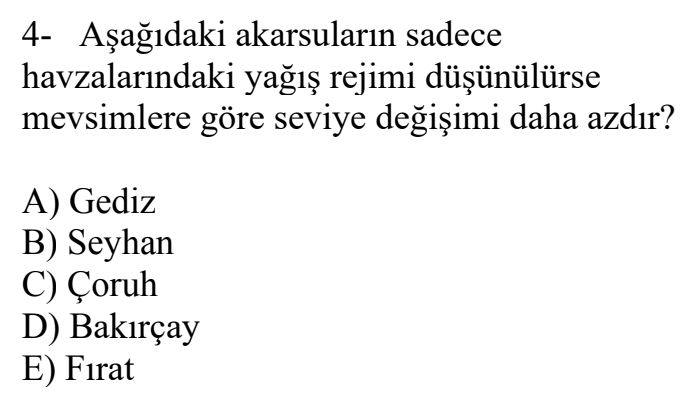 4- Aşağıdaki akarsuların sadece
havzalarındaki yağış rejimi düşünülürse
mevsimlere göre seviye değişimi daha azdır?
A) Gediz
B) Seyhan
C) Çoruh
D) Bakırçay
E) Fırat